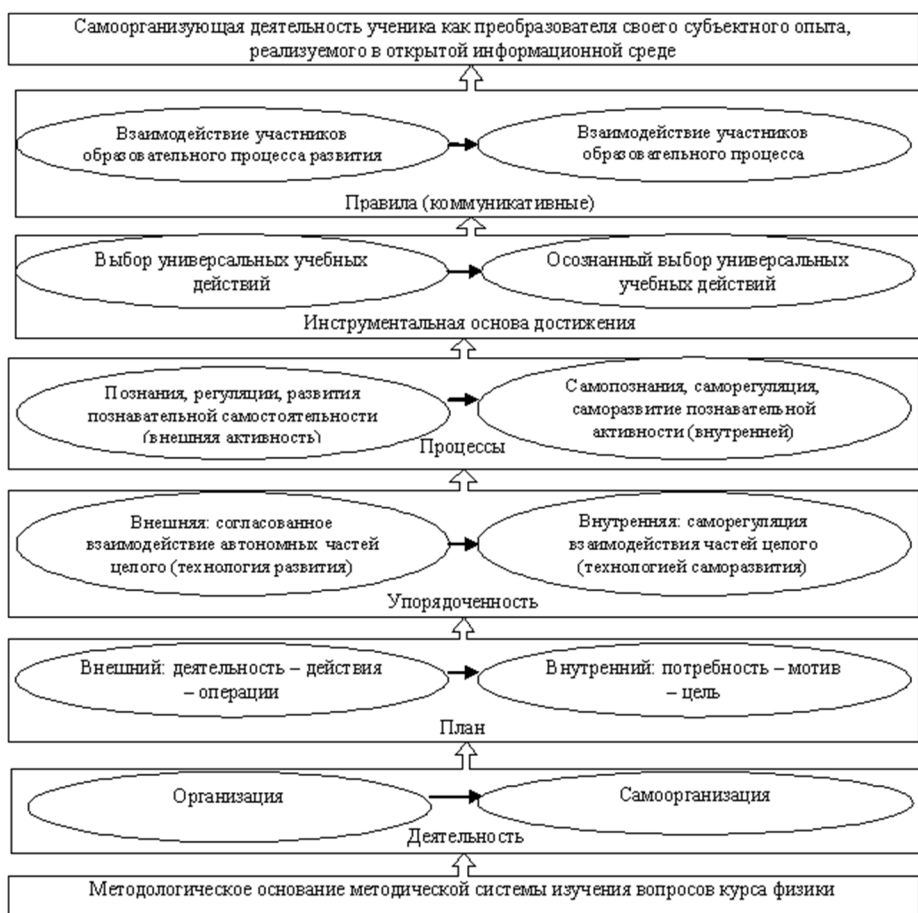 Самоорганизующая деятельность ученика как преобразователя своего субъектного опыта,
реализуемого в открытой информационной среде
Взаимодействие участников
образовательного процесса развития
Взаимодействие участников
образовательного процесса
Правила (коммуникативные)
Выбор универсальных учебных
действий
Осознанный выбор универсальных
учебных действий
Инструментальная основа достижения
Познания, регуляции, развития
познавательной самостоятельности
(внешняя активность)
Самопознания, саморегуляция,
саморазвитие познавательной
активности (внутренней)
Процессы
Внешняя: согласованное
взаимодействие автономных частей
целого (технология развития)
Внутренняя: саморегуляция
взаимодействия частей целого
(технологией саморазвития)
Упорядоченность
Внешний: деятельность – действия
– операции
Внутренний: потребность – мотив
– цель
План
Организация
Самоорганизация
Деятельность
Методологическое основание методической системы изучения вопросов курса физики